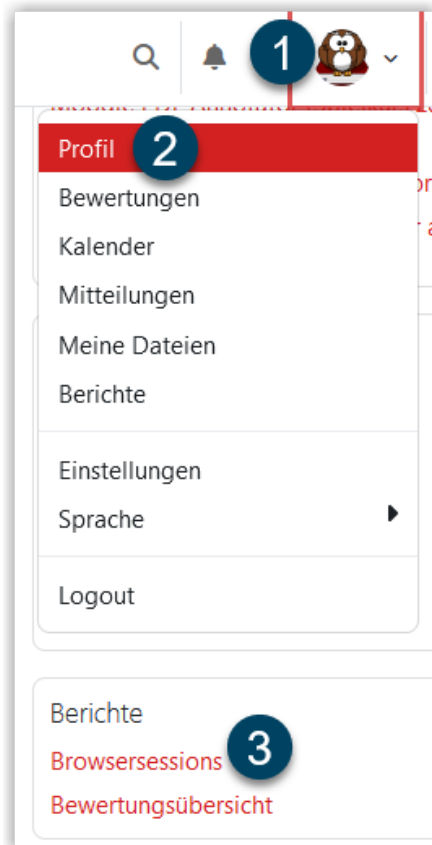 1
Profil 2
Bewertungen
Kalender
Mitteilungen
Meine Dateien
Berichte
Einstellungen
Sprache
Logout
Berichte
Browsersessions 3
Bewertungsübersicht